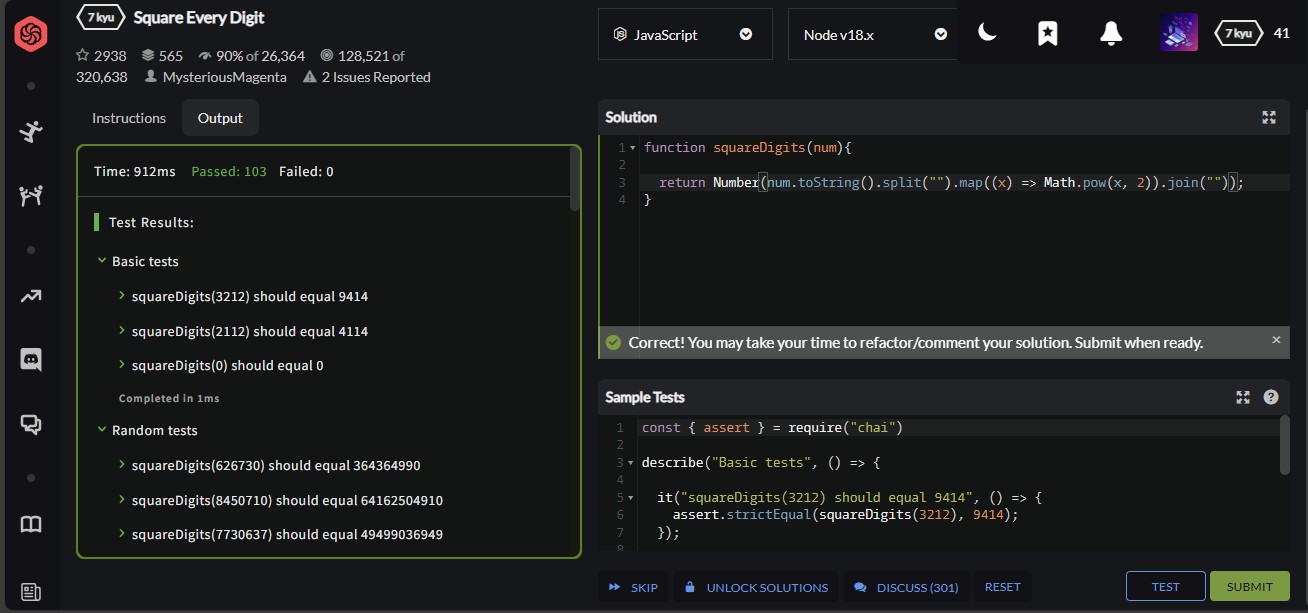 7 kyu Square Every Digit
2938 565 90% of 26,364 128,521 of
320,638 MysteriousMagenta 2 Issues Reported
JavaScript
Node v18.x
7 kyu 41
Instructions Output
Time: 912ms Passed: 103 Failed: 0
Test Results:
Basic tests
squareDigits(3212) should equal 9414
squareDigits(2112) should equal 4114
squareDigits(0) should equal 0
Completed in 1ms
Random tests
squareDigits(626730) should equal 364364990
squareDigits(8450710) should equal 64162504910
squareDigits(7730637) should equal 49499036949
Solution
1 function squareDigits(num){
2
3 return Number(num.toString().split("").map((x) => Math.pow(x, 2)).join(""));
4 }
Correct! You may take your time to refactor/comment your solution. Submit when ready.
Sample Tests
1 const { assert } = require("chai")
2
3 describe("Basic tests", () => {
4
5 it("squareDigits(3212) should equal 9414", () => {
6 assert.strictEqual(squareDigits(3212), 9414);
7 });
8
SKIP UNLOCK SOLUTIONS DISCUSS (301) RESET TEST SUBMIT